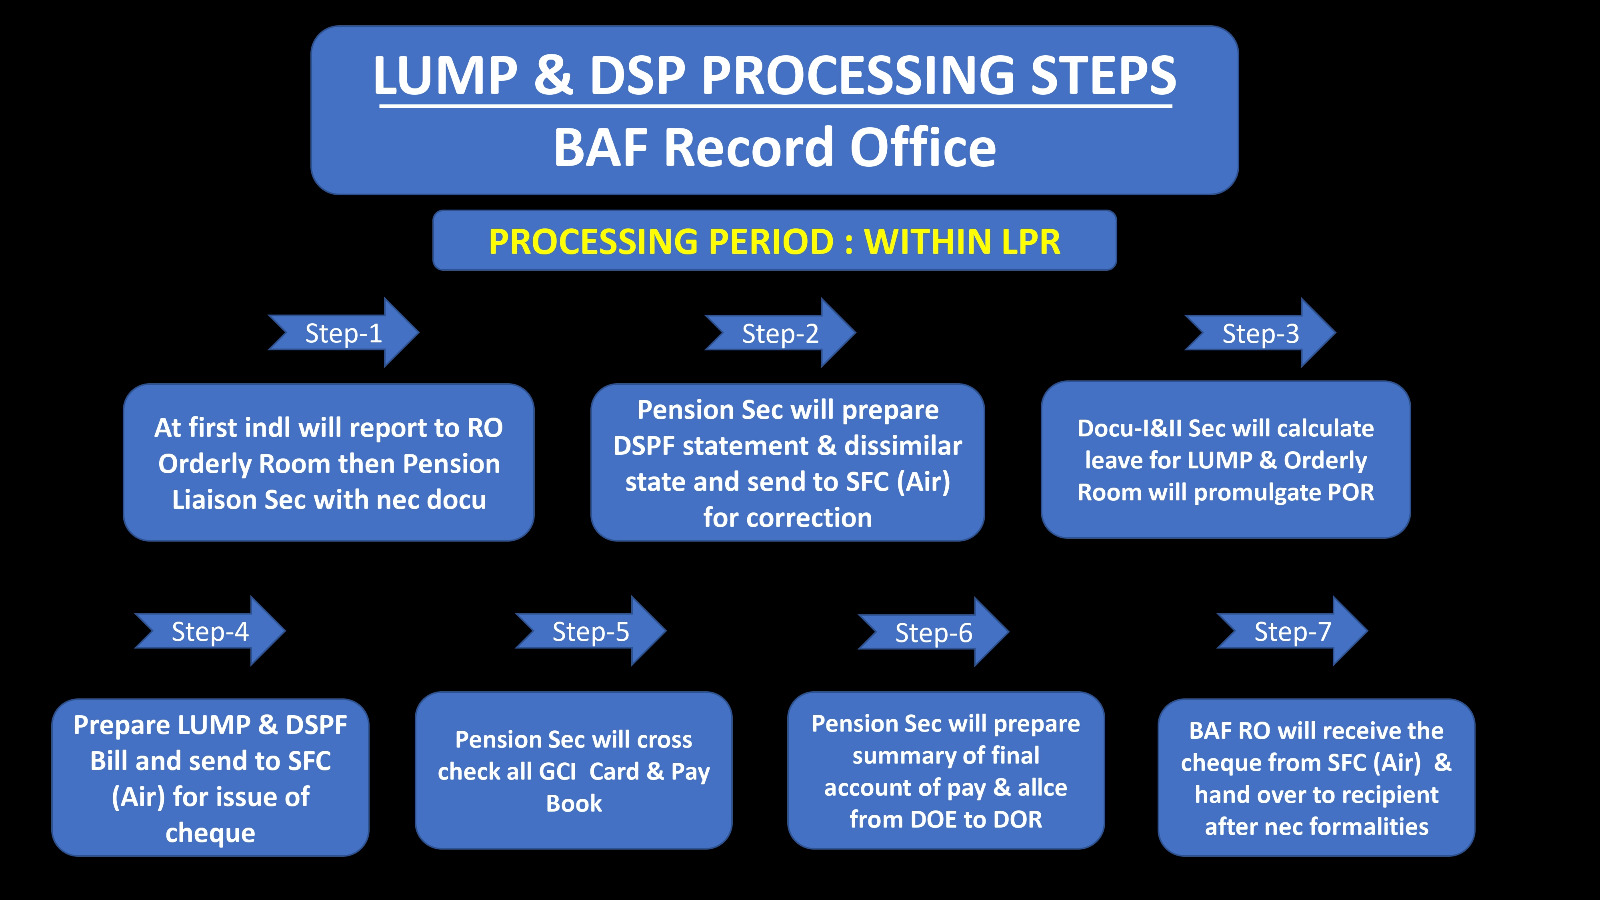 LUMP & DSP PROCESSING STEPS
BAF Record Office
PROCESSING PERIOD : WITHIN LPR
Step-1
At first indl will report to RO
Orderly Room then Pension
Liaison Sec with nec docu
Step-2
Pension Sec will prepare
DSPF statement & dissimilar
state and send to SFC (Air)
for correction
Step-3
Docu-I&II Sec will calculate
leave for LUMP & Orderly
Room will promulgate POR
Step-4
Prepare LUMP & DSPF
Bill and send to SFC
(Air) for issue of
cheque
Step-5
Pension Sec will cross
check all GCI  Card & Pay
Book
Step-6
Pension Sec will prepare
summary of final
account of pay & allce
from DOE to DOR
Step-7
BAF RO will receive the
cheque from SFC (Air)  &
hand over to recipient
after nec formalities